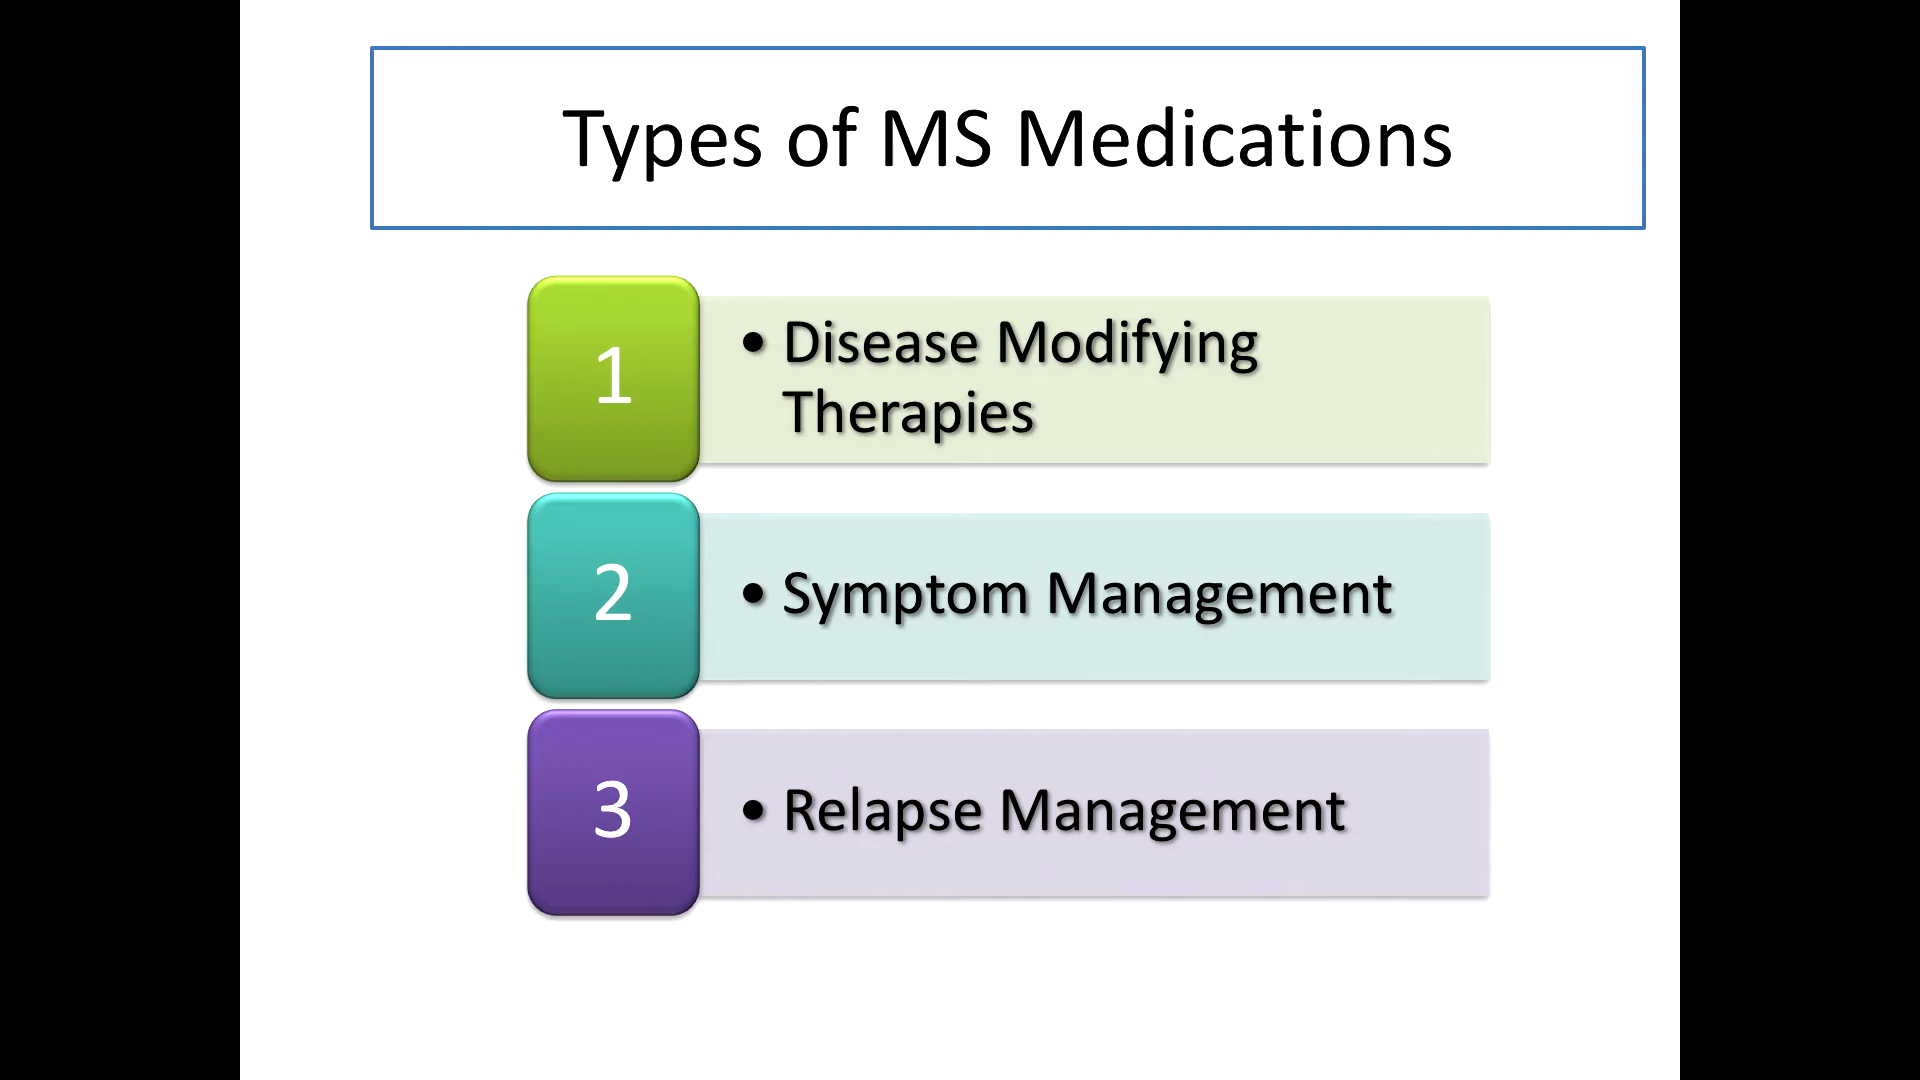 Types of MS Medications
1
• Disease Modifying
Therapies
2
• Symptom Management
3
• Relapse Management